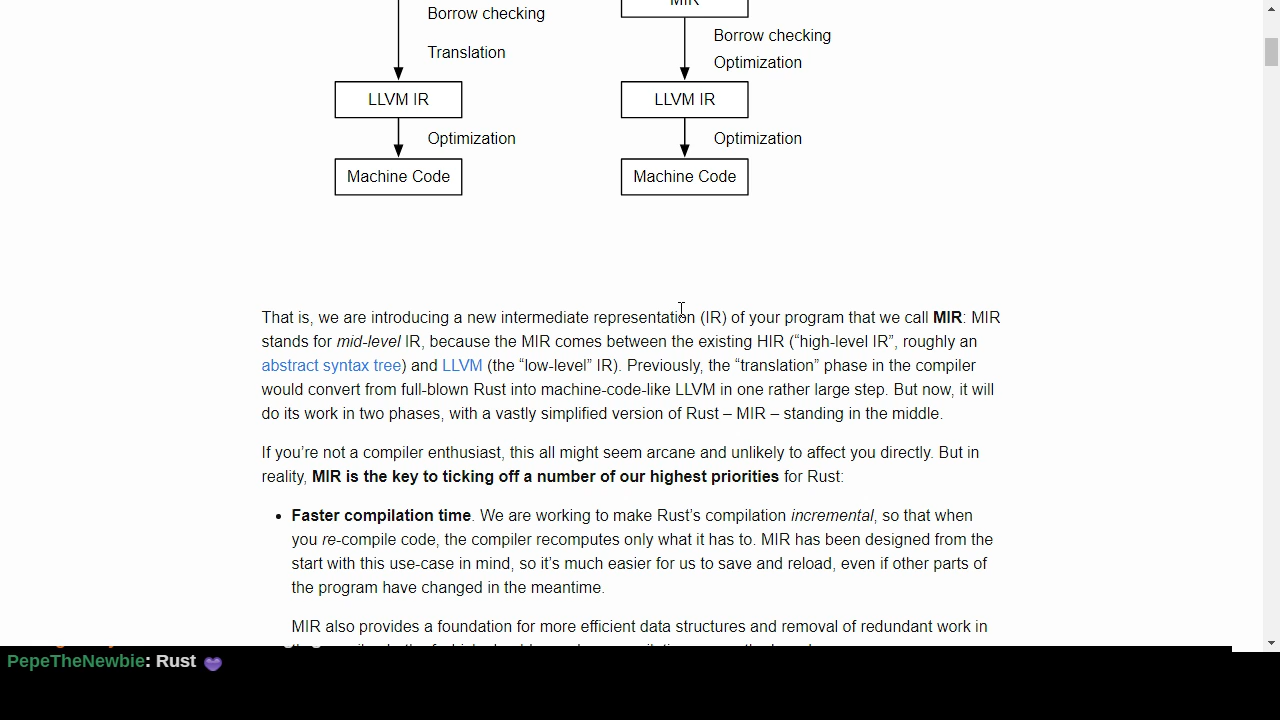 MIR
Borrow checking
Borrow checking
Translation
Optimization
LLVM IR
LLVM IR
Optimization
Optimization
Machine Code
Machine Code
That is, we are introducing a new intermediate representation (IR) of your program that we call MIR: MIR
stands for mid-level IR, because the MIR comes between the existing HIR (“high-level IR”, roughly an
abstract syntax tree) and LLVM (the “low-level” IR). Previously, the “translation” phase in the compiler
would convert from full-blown Rust into machine-code-like LLVM in one rather large step. But now, it will
do its work in two phases, with a vastly simplified version of Rust – MIR – standing in the middle.
If you’re not a compiler enthusiast, this all might seem arcane and unlikely to affect you directly. But in
reality, MIR is the key to ticking off a number of our highest priorities for Rust:
• Faster compilation time. We are working to make Rust’s compilation incremental, so that when
you re-compile code, the compiler recomputes only what it has to. MIR has been designed from the
start with this use-case in mind, so it’s much easier for us to save and reload, even if other parts of
the program have changed in the meantime.
MIR also provides a foundation for more efficient data structures and removal of redundant work in
PepeTheNewbie: Rust 💜